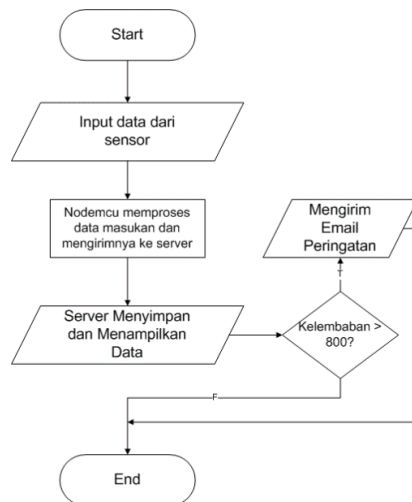 Start
Input data dari
sensor
Nodemcu memproses
data masukan dan
mengirimnya ke server
Mengirim
Email
Peringatan
T
Server Menyimpan
dan Menampilkan
Data
Kelembaban >
800?
F
End